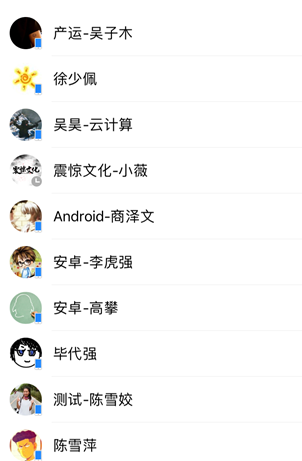 产运-吴子木
徐少佩
吴昊-云计算
震惊文化-小薇
Android-商泽文
安卓-李虎强
安卓-高攀
毕代强
测试-陈雪姣
陈雪萍